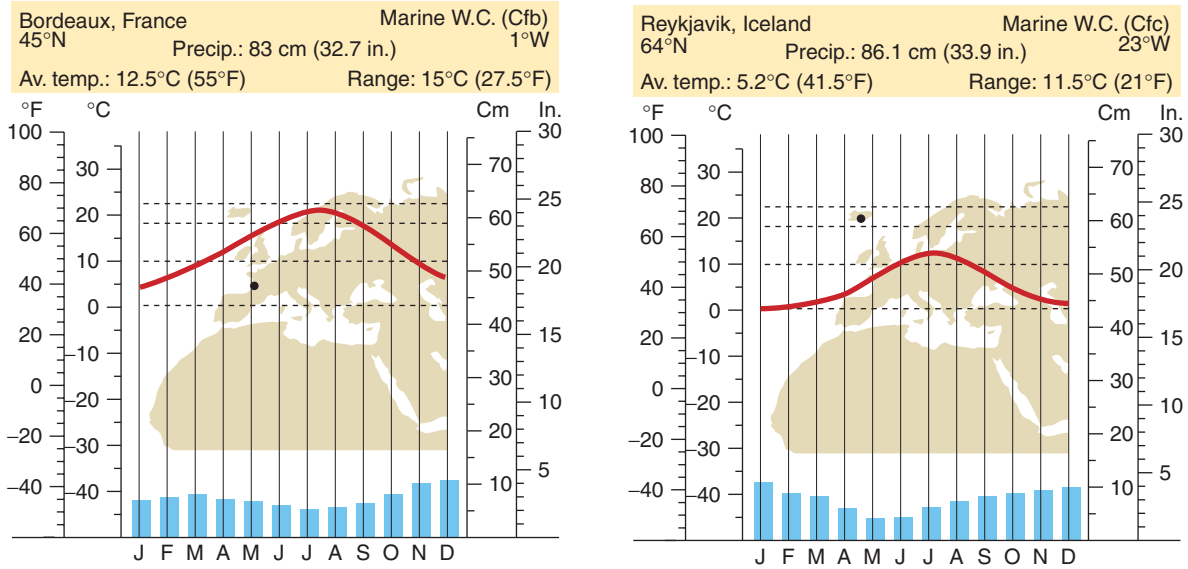 Bordeaux, France Marine W.C. (Cfb)
45°N 1°W
Precip.: 83 cm (32.7 in.)
Av. temp.: 12.5°C (55°F) Range: 15°C (27.5°F)
°F °C Cm In.
100 30
30 70
80 25
20 60
60
10 50 20
40
0 40
20 15
–10 30
0 10
–20 20
–20
–30 5
–40 10
–40
J F M A M J J A S O N D
Reykjavik, Iceland Marine W.C. (Cfc)
64°N 23°W
Precip.: 86.1 cm (33.9 in.)
Av. temp.: 5.2°C (41.5°F) Range: 11.5°C (21°F)
°F °C Cm In.
100 30
30 70
80 25
20 60
60
10 50 20
40
0 40
20 15
–10 30
0 10
–20 20
–20
–30 5
–40 10
–40
J F M A M J J A S O N D